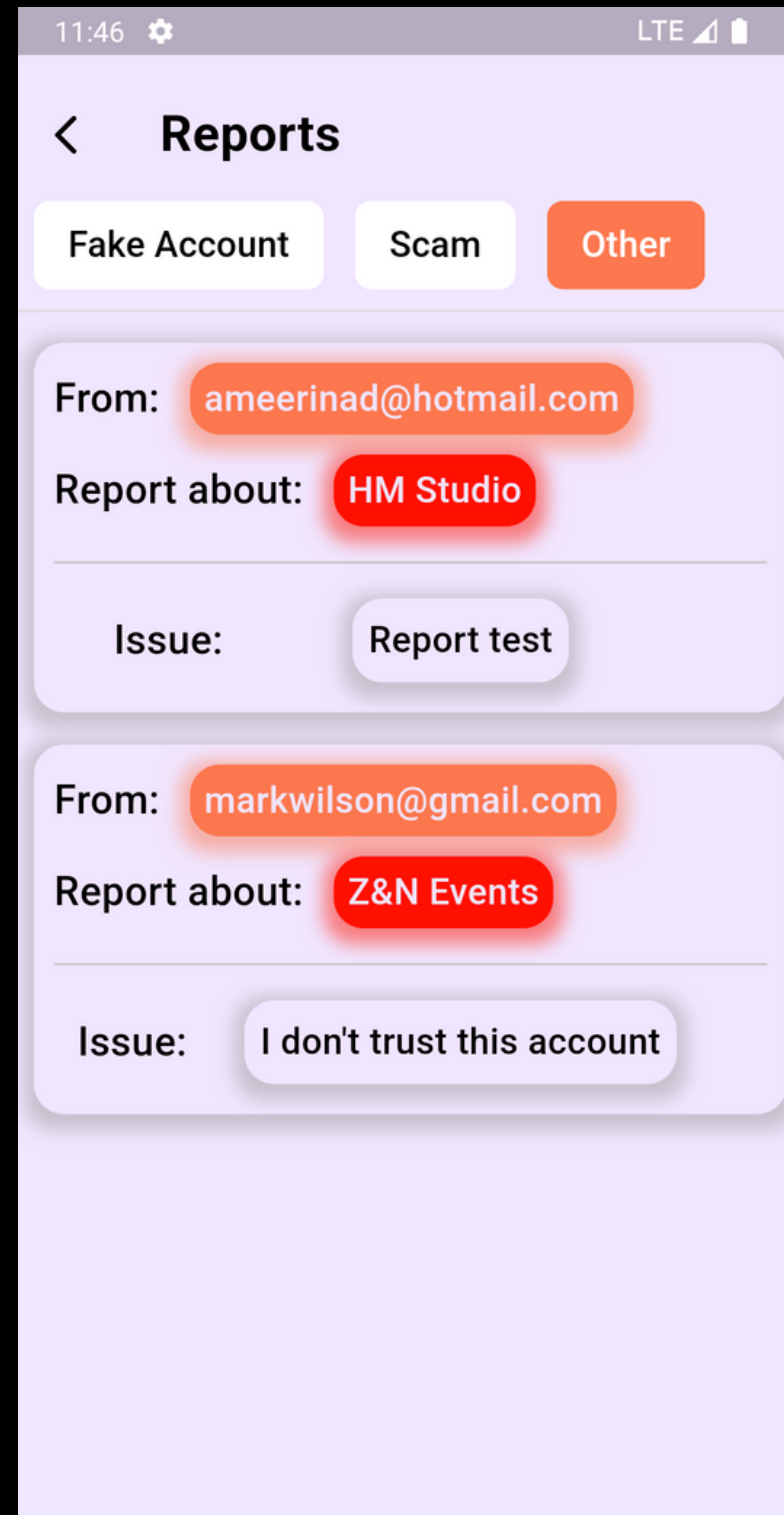 11:46 LTE
Reports
Fake Account Scam Other
From: ameerinad@hotmail.com
Report about: HM Studio
Issue: Report test
From: markwilson@gmail.com
Report about: Z&N Events
Issue: I don't trust this account